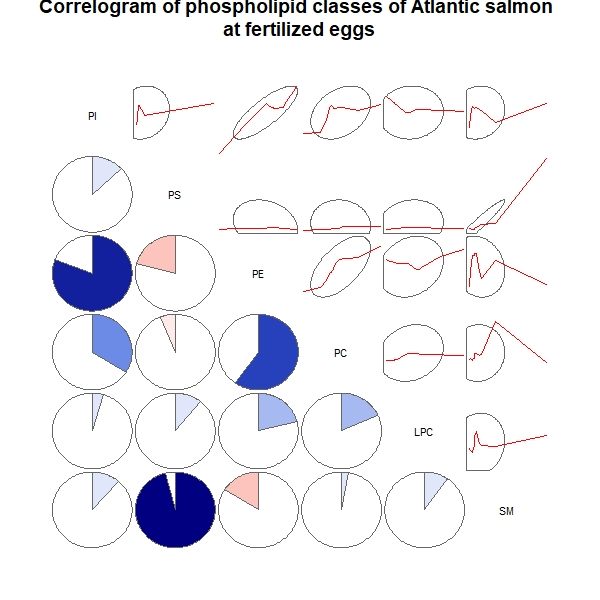 Correlogram of phospholipid classes of Atlantic salmon
at fertilized eggs
PI
PS
PE
PC
LPC
SM